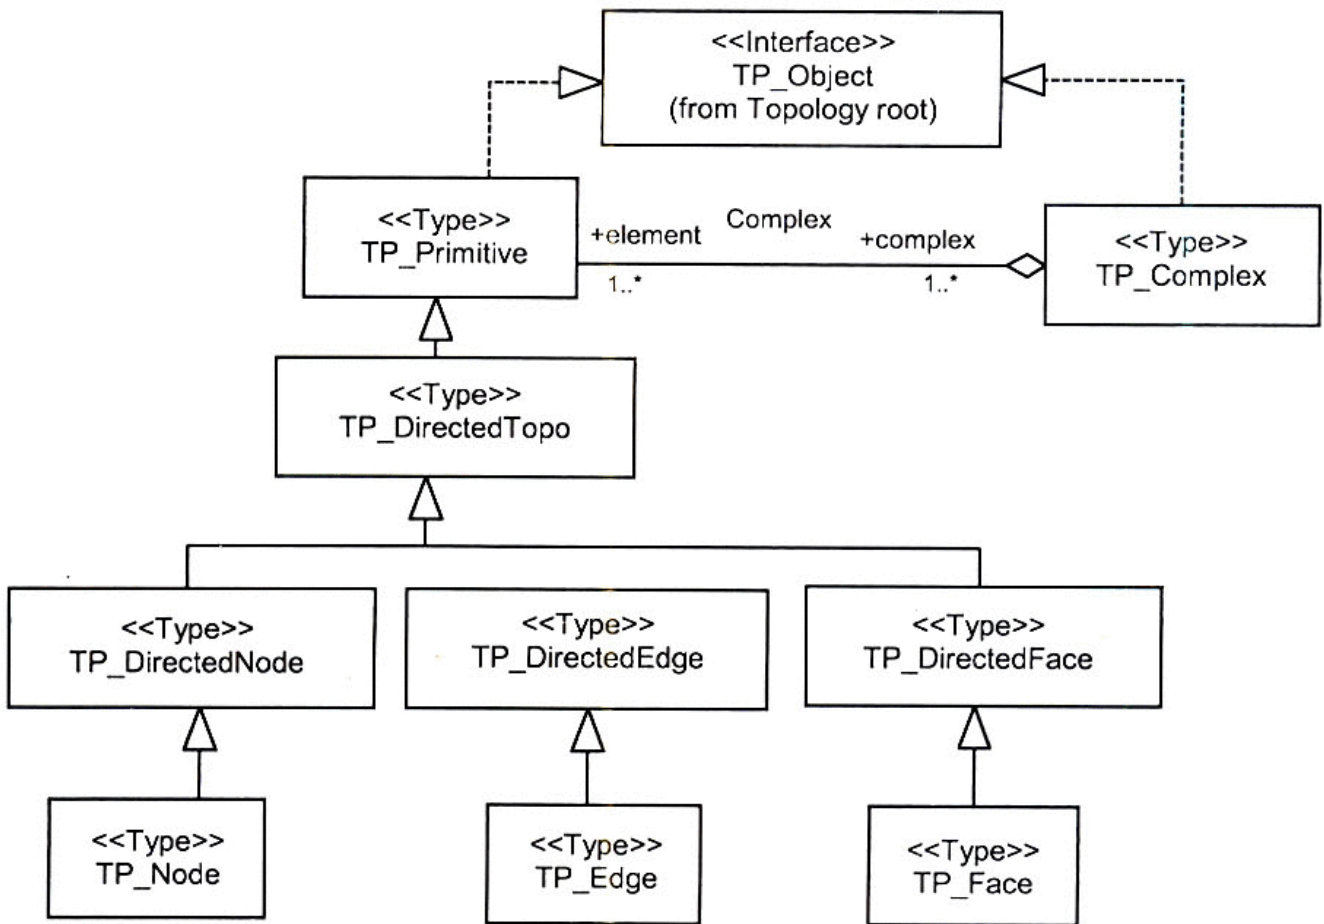 <<Interface>>
TP_Object
(from Topology root)
<<Type>>
TP_Primitive
+element
Complex
+complex
1..*
1..*
<<Type>>
TP_Complex
<<Type>>
TP_DirectedTopo
<<Type>>
TP_DirectedNode
<<Type>>
TP_DirectedEdge
<<Type>>
TP_DirectedFace
<<Type>>
TP_Node
<<Type>>
TP_Edge
<<Type>>
TP_Face